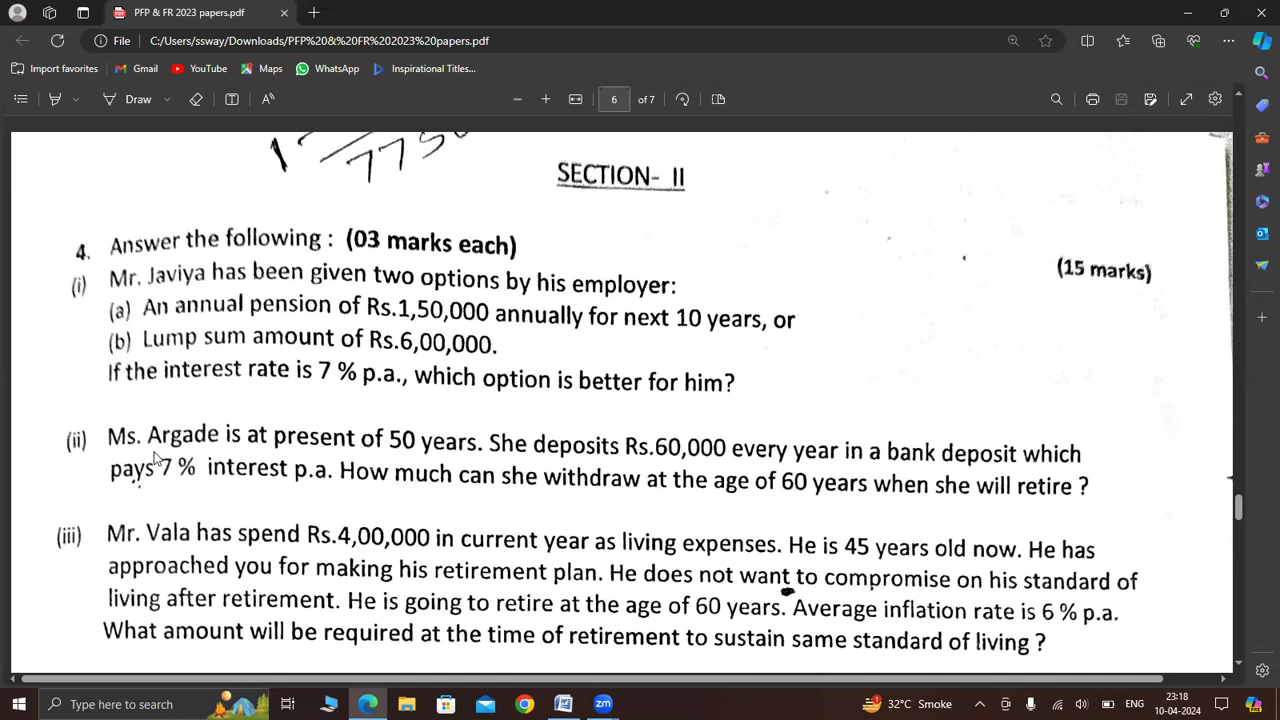 PFP & FR 2023 papers.pdf
File
C:/Users/ssway/Downloads/PFP%20&%20FR%202023%20papers.pdf
Import favorites
Gmail
YouTube
Maps
WhatsApp
Inspirational Titles...
Draw
6
of 7
SECTION- II
4. Answer the following : (03 marks each)
(15 marks)
(i) Mr. Javiya has been given two options by his employer:
(a) An annual pension of Rs.1,50,000 annually for next 10 years, or
(b) Lump sum amount of Rs.6,00,000.
If the interest rate is 7 % p.a., which option is better for him?
(ii) Ms. Argade is at present of 50 years. She deposits Rs.60,000 every year in a bank deposit which
pays 7 % interest p.a. How much can she withdraw at the age of 60 years when she will retire ?
(iii) Mr. Vala has spend Rs.4,00,000 in current year as living expenses. He is 45 years old now. He has
approached you for making his retirement plan. He does not want to compromise on his standard of
living after retirement. He is going to retire at the age of 60 years. Average inflation rate is 6 % p.a.
What amount will be required at the time of retirement to sustain same standard of living ?
Type here to search
zm
32°C Smoke
23:18
10-04-2024